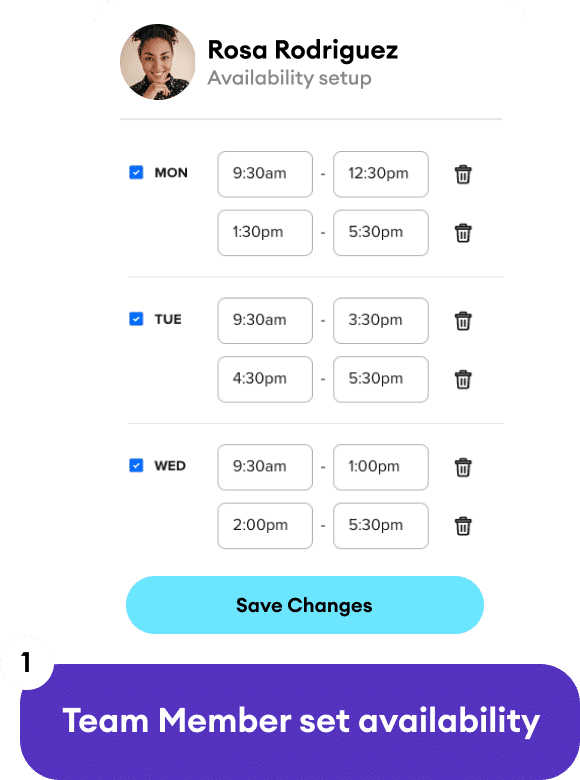 Rosa Rodriguez
Availability setup
MON 9:30am - 12:30pm
1:30pm - 5:30pm
TUE 9:30am - 3:30pm
4:30pm - 5:30pm
WED 9:30am - 1:00pm
2:00pm - 5:30pm
Save Changes
1
Team Member set availability